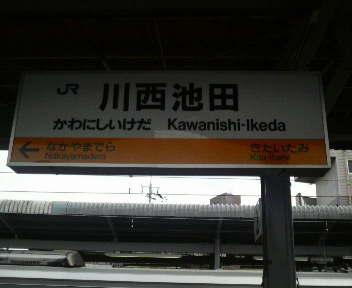 JR 川西池田
かわにしいけだ Kawanishi-Ikeda
← なかやまでら きたいたみ
Nakayamadera Kita-Itami